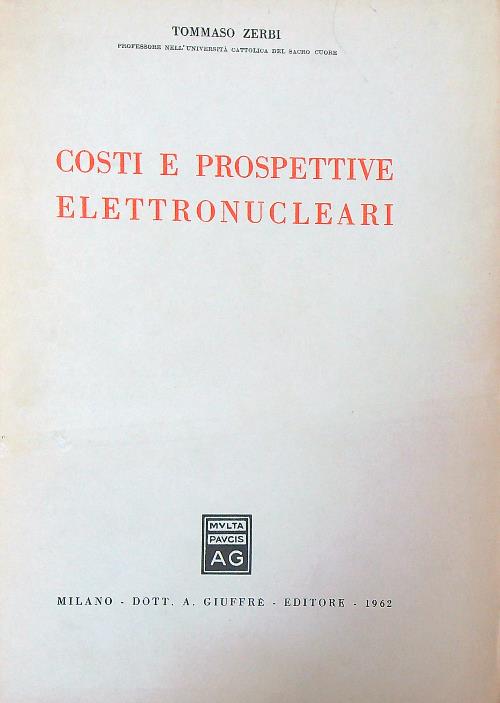 TOMMASO ZERBI
PROFESSORE NELL'UNIVERSITÀ CATTOLICA DEL SACRO CUORE
COSTI E PROSPETTIVE
ELETTRONUCLEARI
MVLTA
PAVCIS
AG
MILANO - DOTT. A. GIUFFRÈ - EDITORE - 1962